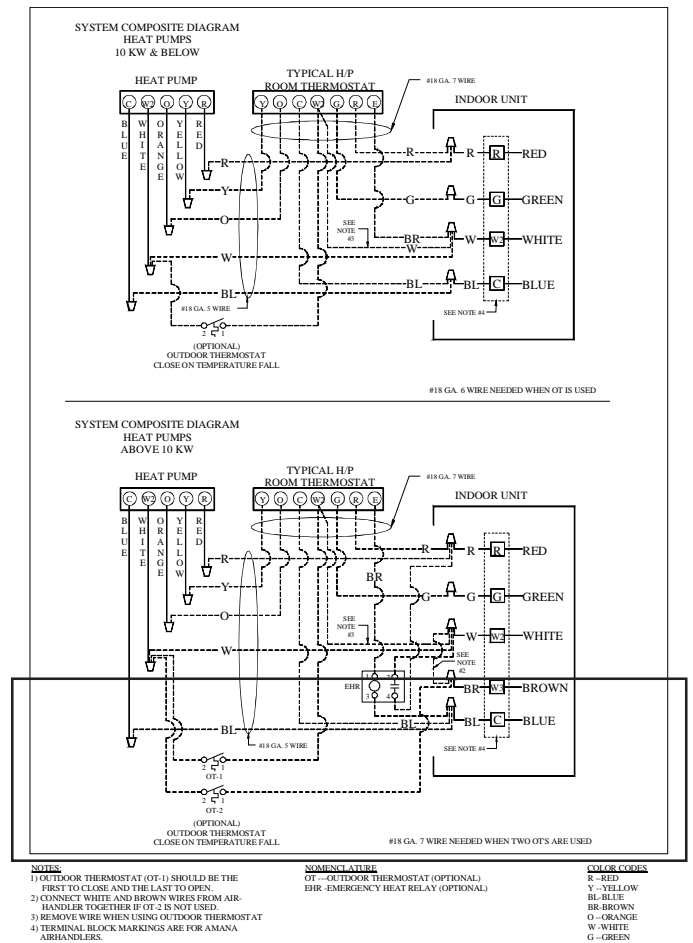 SYSTEM COMPOSITE DIAGRAM
HEAT PUMPS
10 KW & BELOW
HEAT PUMP
TYPICAL H/P
ROOM THERMOSTAT
#18 GA. 7 WIRE
INDOOR UNIT
C W2 O Y R
Y O C W2 G R E
BLUE
WHITE
ORANGE
YELLOW
RED
R R R R RED
Y
G G G GREEN
O
SEE
NOTE
#3
BR W W2 WHITE
W
W
BL BL BL C BLUE
#18 GA. 5 WIRE
SEE NOTE #4
2 1
(OPTIONAL)
OUTDOOR THERMOSTAT
CLOSE ON TEMPERATURE FALL
#18 GA. 6 WIRE NEEDED WHEN OT IS USED
SYSTEM COMPOSITE DIAGRAM
HEAT PUMPS
ABOVE 10 KW
HEAT PUMP
TYPICAL H/P
ROOM THERMOSTAT
#18 GA. 7 WIRE
INDOOR UNIT
C W2 O Y R
Y O C W2 G R E
BLUE
WHITE
ORANGE
YELLOW
RED
R R R R RED
BR
Y
G G G GREEN
O
SEE
NOTE
#3
W W2 WHITE
W
SEE
NOTE
#2
EHR
1 2
3 4
BR W3 BROWN
BL BL BL C BLUE
#18 GA. 5 WIRE
SEE NOTE #4
2 1
OT-1
2 1
OT-2
(OPTIONAL)
OUTDOOR THERMOSTAT
CLOSE ON TEMPERATURE FALL
#18 GA. 7 WIRE NEEDED WHEN TWO OT'S ARE USED
NOTES:
1) OUTDOOR THERMOSTAT (OT-1) SHOULD BE THE
FIRST TO CLOSE AND THE LAST TO OPEN.
2) CONNECT WHITE AND BROWN WIRES FROM AIR-
HANDLER TOGETHER IF OT-2 IS NOT USED.
3) REMOVE WIRE WHEN USING OUTDOOR THERMOSTAT
4) TERMINAL BLOCK MARKINGS ARE FOR AMANA
AIRHANDLERS.
NOMENCLATURE
OT ---OUTDOOR THERMOSTAT (OPTIONAL)
EHR -EMERGENCY HEAT RELAY (OPTIONAL)
COLOR CODES
R --RED
Y --YELLOW
BL-BLUE
BR-BROWN
O --ORANGE
W -WHITE
G --GREEN